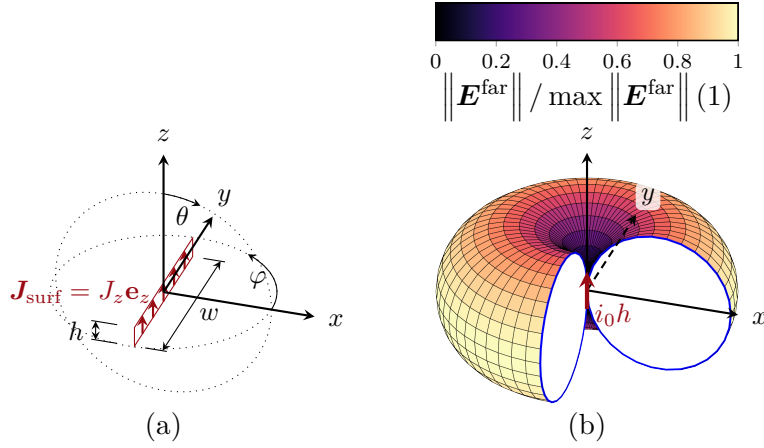 0 0.2 0.4 0.6 0.8 1
‖E^far‖ / max ‖E^far‖ (1)
z
z
y
y
θ
φ
J_surf = J_z e_z
w
h
x
i_0 h
x
(a)
(b)